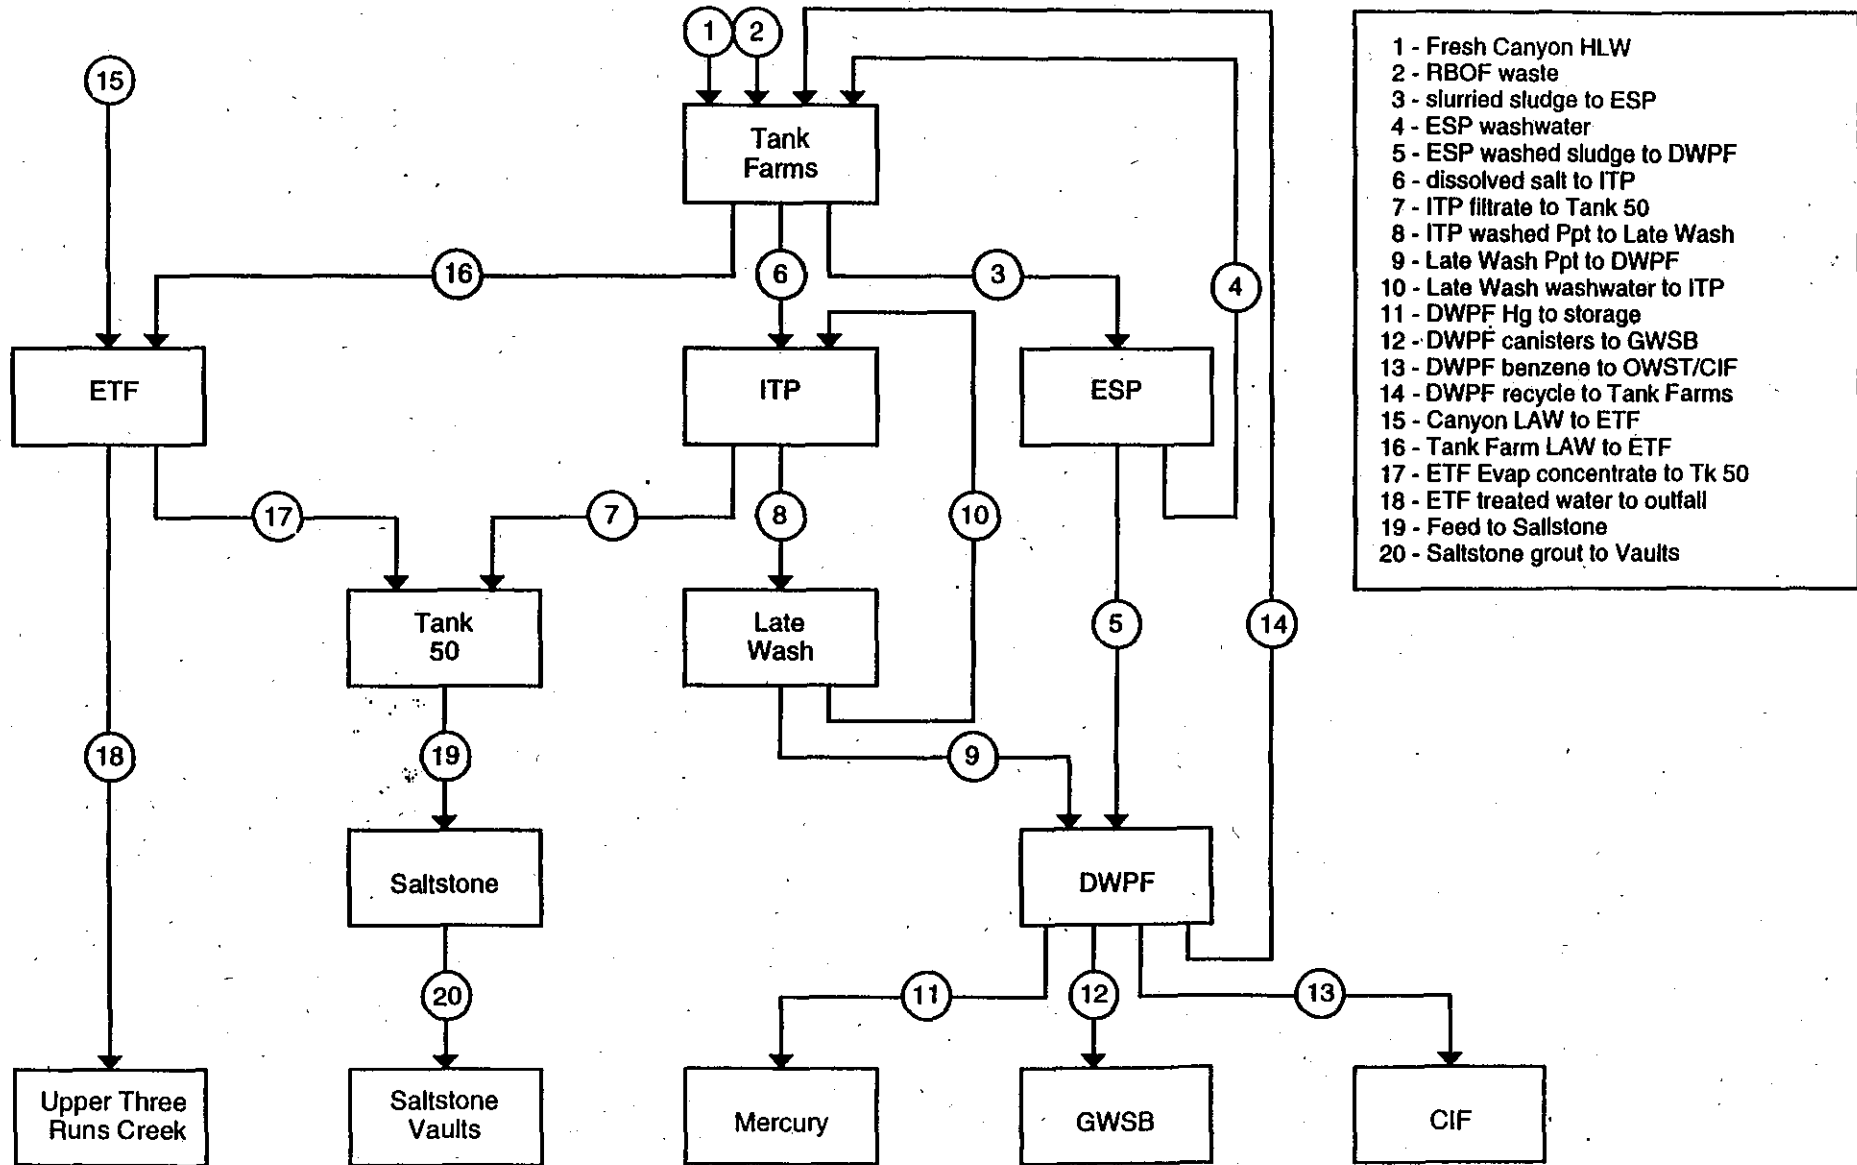 1
2
15
Tank
Farms
16
6
3
4
ETF
ITP
ESP
17
7
8
10
Tank
50
Late
Wash
5
14
18
19
9
Saltstone
DWPF
20
11
12
13
Upper Three
Runs Creek
Saltstone
Vaults
Mercury
GWSB
CIF
1 - Fresh Canyon HLW
2 - RBOF waste
3 - slurried sludge to ESP
4 - ESP washwater
5 - ESP washed sludge to DWPF
6 - dissolved salt to ITP
7 - ITP filtrate to Tank 50
8 - ITP washed Ppt to Late Wash
9 - Late Wash Ppt to DWPF
10 - Late Wash washwater to ITP
11 - DWPF Hg to storage
12 - DWPF canisters to GWSB
13 - DWPF benzene to OWST/CIF
14 - DWPF recycle to Tank Farms
15 - Canyon LAW to ETF
16 - Tank Farm LAW to ETF
17 - ETF Evap concentrate to Tk 50
18 - ETF treated water to outfall
19 - Feed to Saltstone
20 - Saltstone grout to Vaults